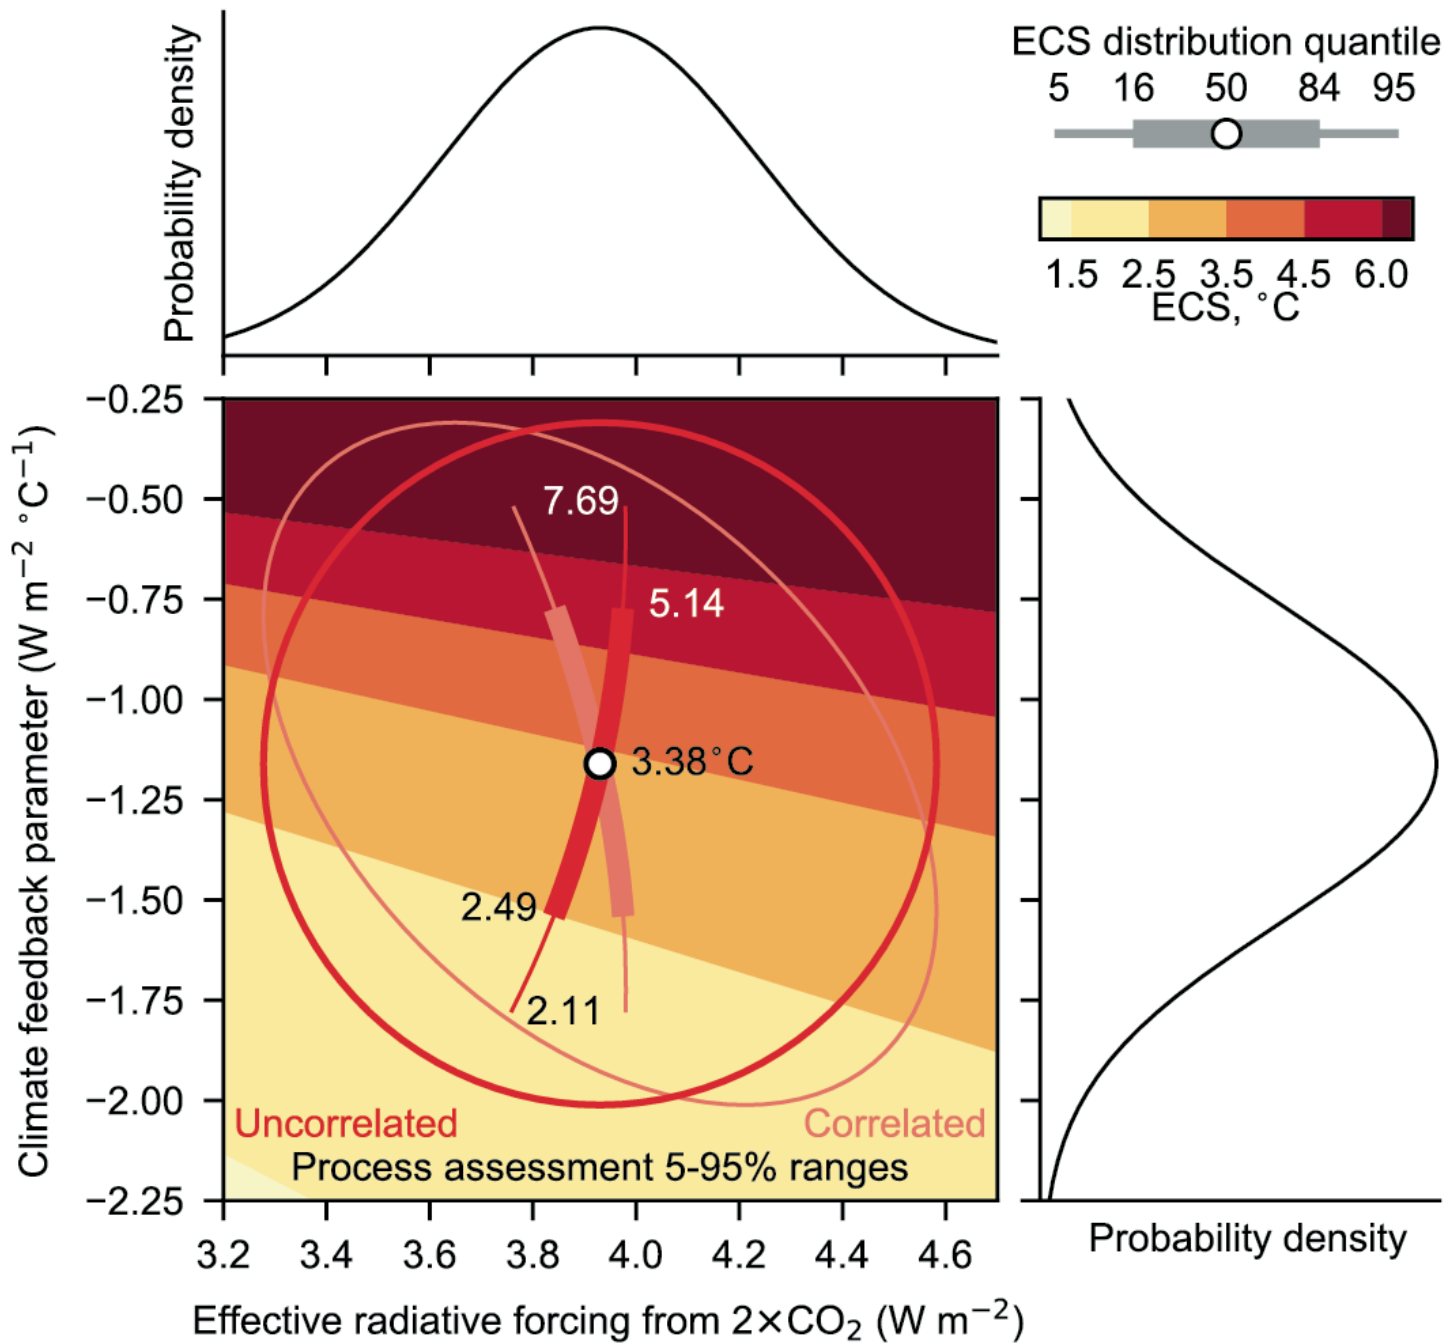 Probability density
ECS distribution quantile
5 16 50 84 95
1.5 2.5 3.5 4.5 6.0
ECS, °C
Climate feedback parameter (W m⁻² °C⁻¹)
−0.25
−0.50
−0.75
−1.00
−1.25
−1.50
−1.75
−2.00
−2.25
7.69
5.14
3.38°C
2.49
2.11
Uncorrelated
Correlated
Process assessment 5-95% ranges
3.2 3.4 3.6 3.8 4.0 4.2 4.4 4.6
Effective radiative forcing from 2×CO₂ (W m⁻²)
Probability density